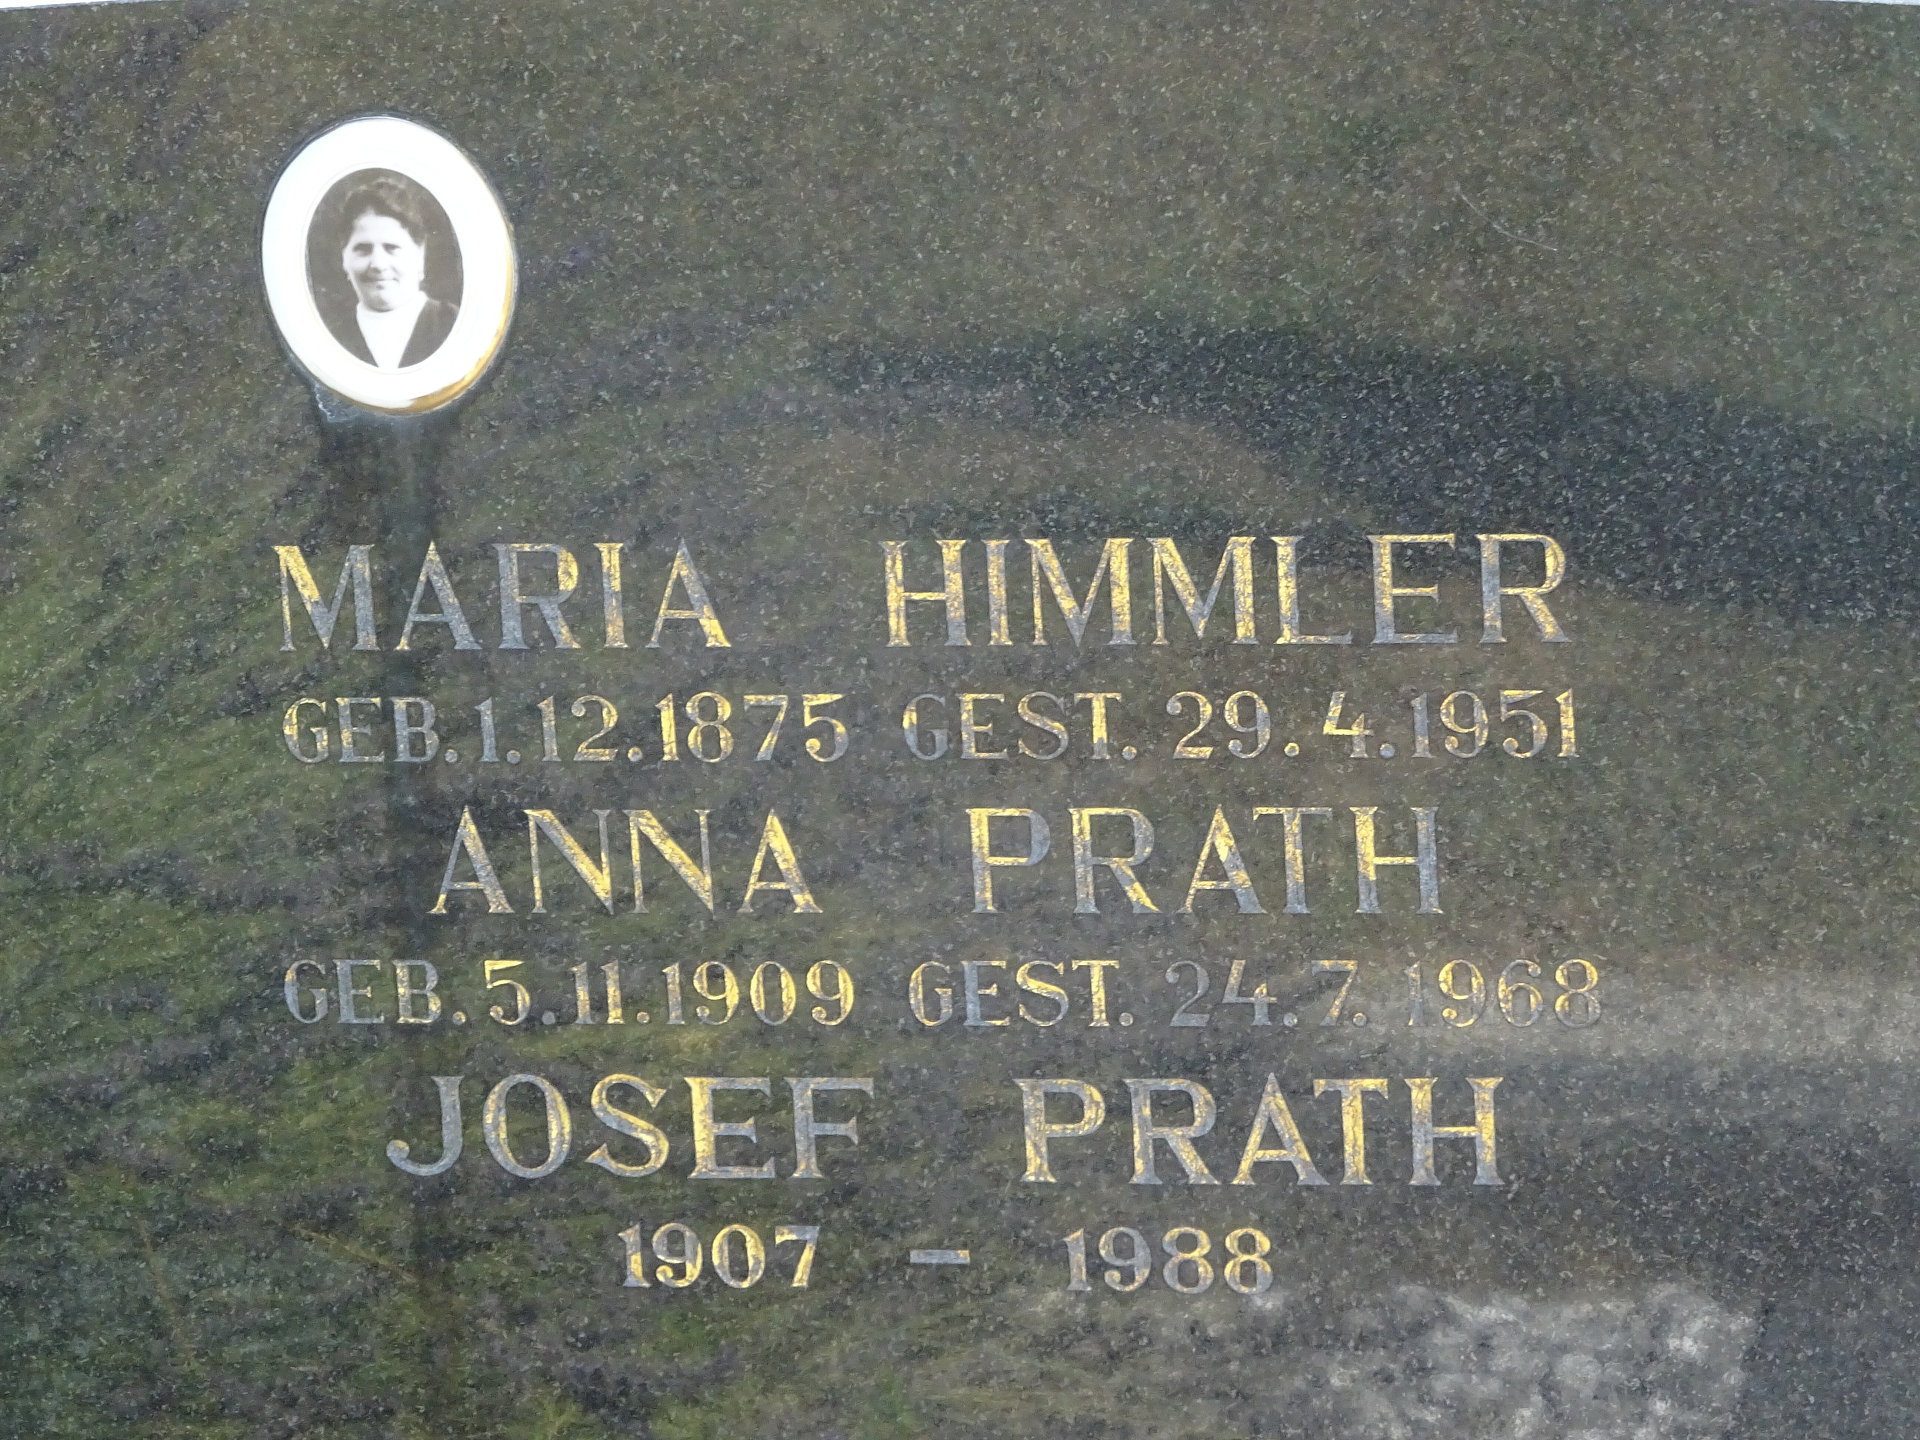 MARIA HIMMLER
GEB. 1. 12. 1875 GEST. 29. 4. 1951
ANNA PRATH
GEB. 5. 11. 1909 GEST. 24. 7. 1968
JOSEF PRATH
1907 – 1988